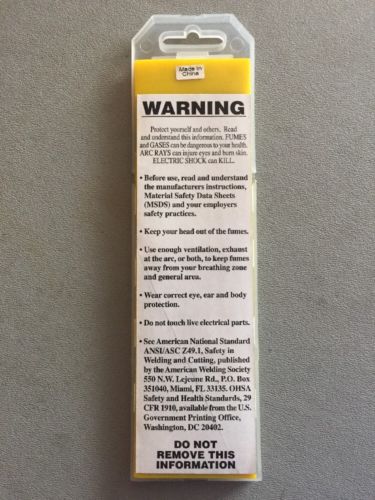 Made In
China
WARNING
Protect yourself and others. Read
and understand this information. FUMES
and GASES can be dangerous to your health.
ARC RAYS can injure eyes and burn skin.
ELECTRIC SHOCK can KILL.
• Before use, read and understand
the manufacturers instructions,
Material Safety Data Sheets
(MSDS) and your employers
safety practices.
• Keep your head out of the fumes.
• Use enough ventilation, exhaust
at the arc, or both, to keep fumes
away from your breathing zone
and general area.
• Wear correct eye, ear and body
protection.
• Do not touch live electrical parts.
• See American National Standard
ANSI/ASC Z49.1, Safety in
Welding and Cutting, published
by the American Welding Society
550 N.W. Lejeune Rd., P.O. Box
351040, Miami, FL 33135. OHSA
Safety and Health Standards, 29
CFR 1910, available from the U.S.
Government Printing Office,
Washington, DC 20402.
DO NOT
REMOVE THIS
INFORMATION